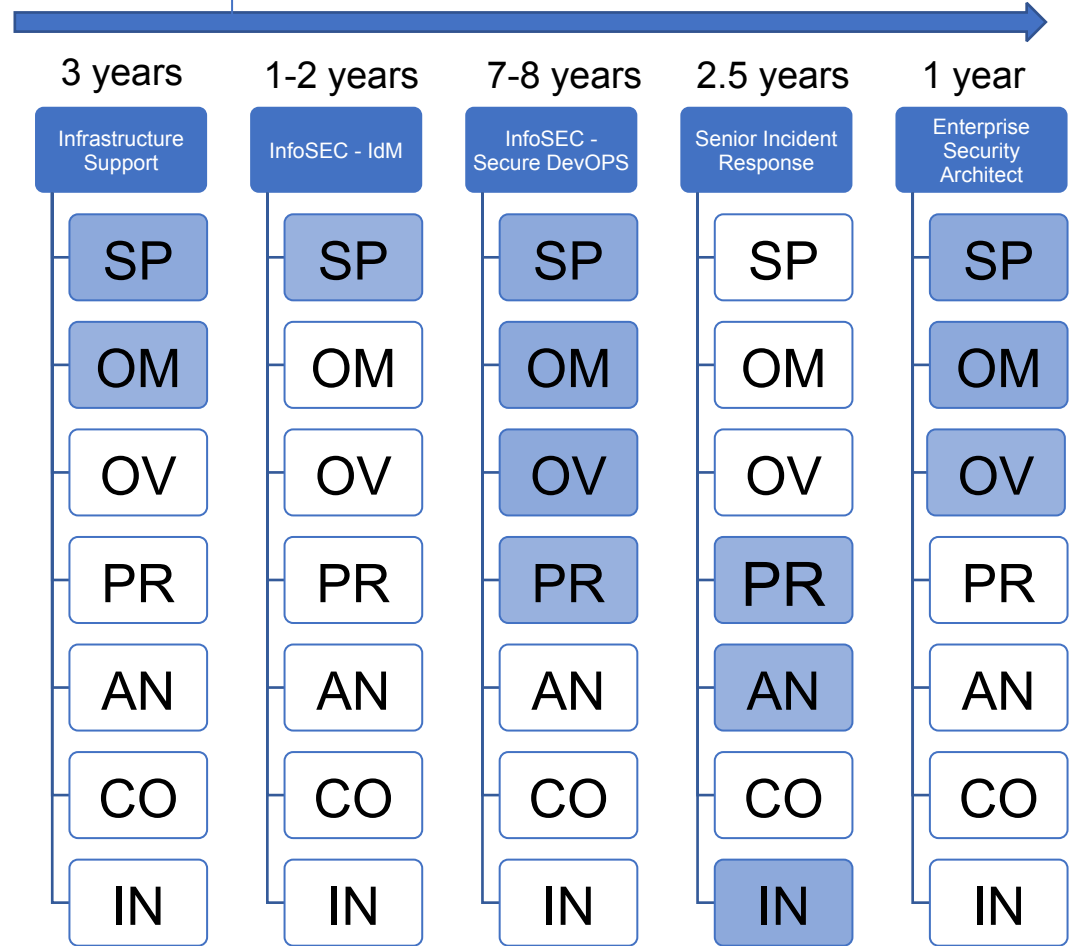 3 years
1-2 years
7-8 years
2.5 years
1 year
Infrastructure
Support
InfoSEC - IdM
InfoSEC -
Secure DevOPS
Senior Incident
Response
Enterprise
Security
Architect
SP
SP
SP
SP
SP
OM
OM
OM
OM
OM
OV
OV
OV
OV
OV
PR
PR
PR
PR
PR
AN
AN
AN
AN
AN
CO
CO
CO
CO
CO
IN
IN
IN
IN
IN